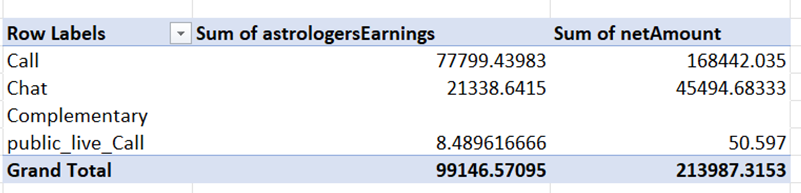 Row Labels Sum of astrologersEarnings Sum of netAmount
Call 77799.43983 168442.035
Chat 21338.6415 45494.68333
Complementary
public_live_Call 8.489616666 50.597
Grand Total 99146.57095 213987.3153